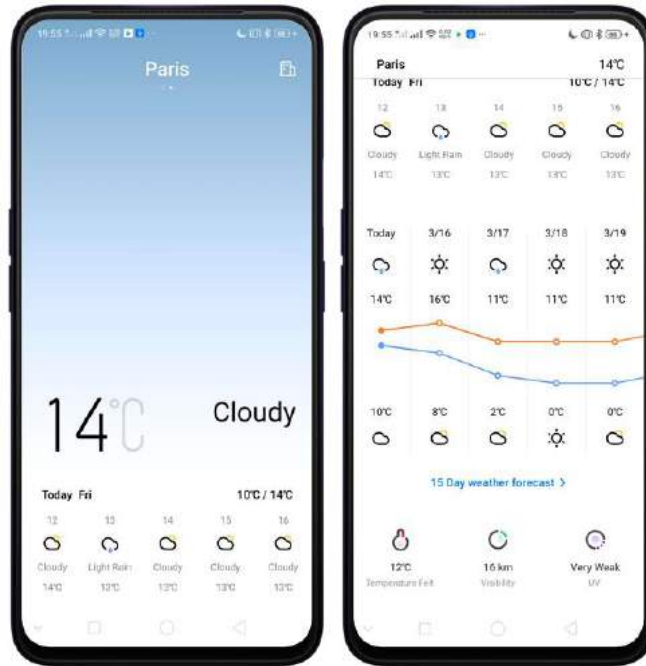 19:55
Paris
14°C
Cloudy
Today Fri
10°C / 14°C
12 13 14 15 16
Cloudy Light Rain Cloudy Cloudy Cloudy
14°C 13°C 13°C 13°C 13°C
19:55
Paris
14°C
Today Fri
10°C / 14°C
12 13 14 15 16
Cloudy Light Rain Cloudy Cloudy Cloudy
14°C 13°C 13°C 13°C 13°C
Today 3/16 3/17 3/18 3/19
14°C 16°C 11°C 11°C 11°C
10°C 8°C 2°C 0°C 0°C
15 Day weather forecast >
12°C 16 km Very Weak
Temperature Felt Visibility UV